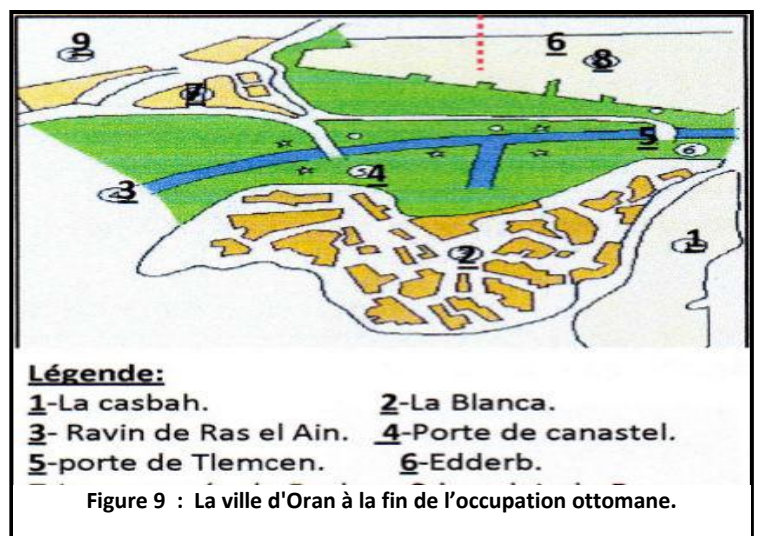 9
6
8
7
5
6
5
4
3
1
2
Légende:
1-La casbah. 2-La Blanca.
3- Ravin de Ras el Ain. 4-Porte de canastel.
5-porte de Tlemcen. 6-Edderb.
Figure 9 : La ville d'Oran à la fin de l’occupation ottomane.